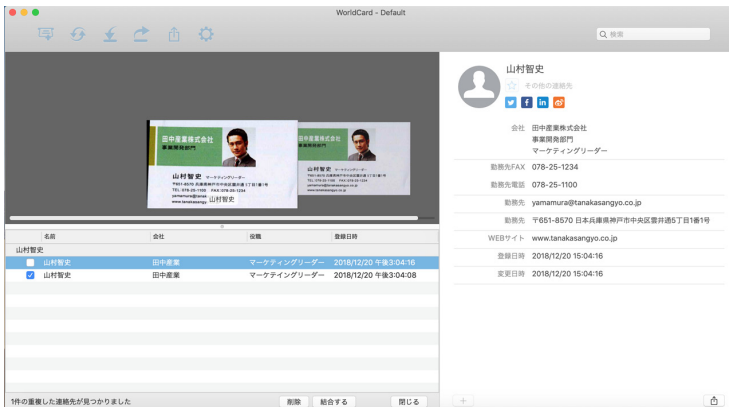 WorldCard - Default
検索
田中産業株式会社
事業開発部門
山村智史 マーケティングリーダー
〒651-8570 兵庫県神戸市中央区雲井通5丁目1番1号
TEL:078-25-1100 FAX:078-25-1234
山村智史
名前 会社 役職 登録日時
山村智史
山村智史 田中産業 マーケティングリーダー 2018/12/20 午後3:04:16
山村智史 田中産業 マーケティングリーダー 2018/12/20 午後3:04:08
1件の重複した連絡先が見つかりました 削除 結合する 閉じる
山村智史
その他の連絡先
会社 田中産業株式会社
事業開発部門
マーケティングリーダー
勤務先FAX 078-25-1234
勤務先電話 078-25-1100
勤務先 yamamura@tanakasangyo.co.jp
勤務先 〒651-8570 日本兵庫県神戸市中央区雲井通5丁目1番1号
WEBサイト www.tanakasangyo.co.jp
登録日時 2018/12/20 15:04:16
変更日時 2018/12/20 15:04:16